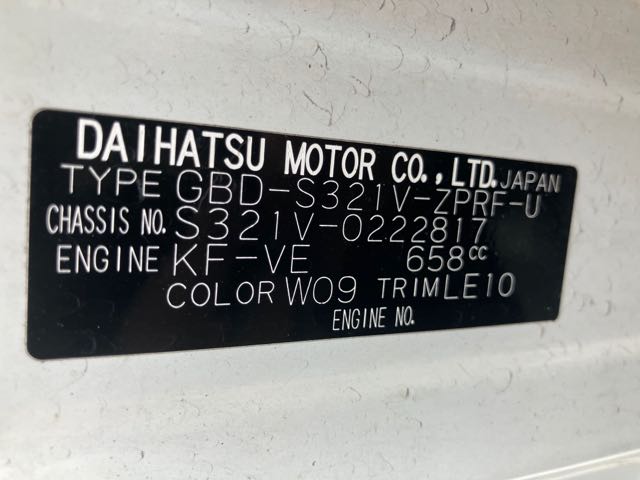 DAIHATSU MOTOR CO.,LTD. JAPAN
TYPE GBD-S321V-ZPRF-U
CHASSIS NO. S321V-0222817
ENGINE KF-VE 658cc
COLOR W09 TRIM LE10
ENGINE NO.